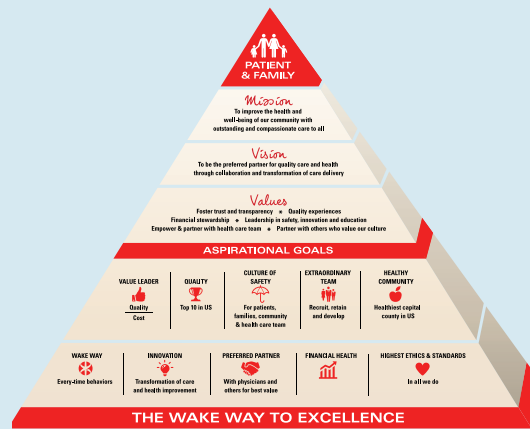 PATIENT
& FAMILY
Mission
To improve the health and
well-being of our community with
outstanding and compassionate care to all
Vision
To be the preferred partner for quality care and health
through collaboration and transformation of care delivery
Values
Foster trust and transparency • Quality experiences
Financial stewardship • Leadership in safety, innovation and education
Empower & partner with health care team • Partner with others who value our culture
ASPIRATIONAL GOALS
VALUE LEADER
Quality
Cost
QUALITY
Top 10 in US
CULTURE OF
SAFETY
For patients,
families, community
& health care team
EXTRAORDINARY
TEAM
Recruit, retain
and develop
HEALTHY
COMMUNITY
Healthiest capital
county in US
WAKE WAY
Every-time behaviors
INNOVATION
Transformation of care
and health improvement
PREFERRED PARTNER
With physicians and
others for best value
FINANCIAL HEALTH
HIGHEST ETHICS & STANDARDS
In all we do
THE WAKE WAY TO EXCELLENCE